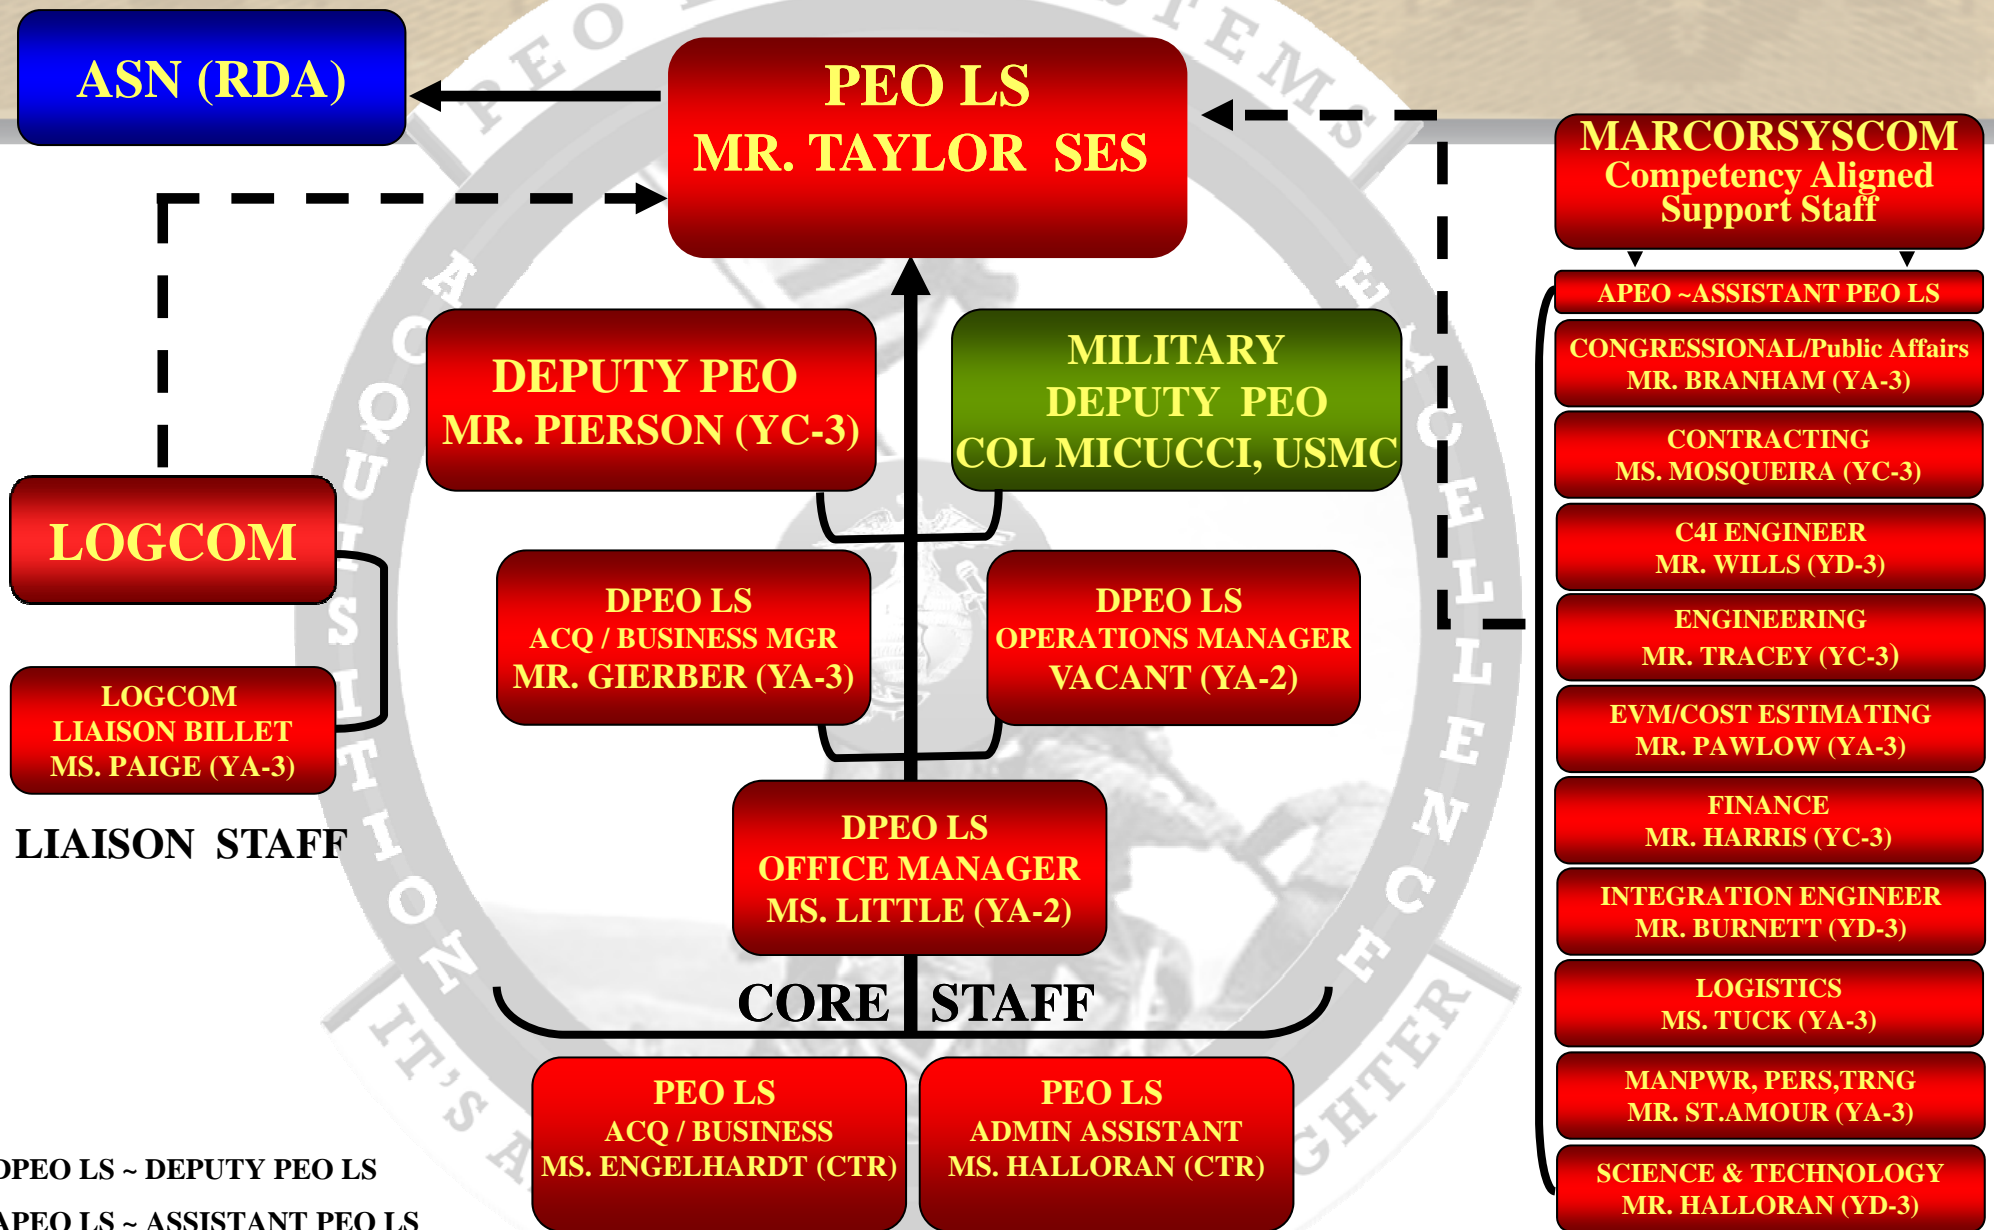 ASN (RDA)
PEO LS
MR. TAYLOR  SES
MARCORSYSCOM
Competency Aligned
Support Staff
APEO ~ASSISTANT PEO LS
CONGRESSIONAL/Public Affairs
MR. BRANHAM (YA-3)
CONTRACTING
MS. MOSQUEIRA (YC-3)
C4I ENGINEER
MR. WILLS (YD-3)
ENGINEERING
MR. TRACEY (YC-3)
EVM/COST ESTIMATING
MR. PAWLOW (YA-3)
FINANCE
MR. HARRIS (YC-3)
INTEGRATION ENGINEER
MR. BURNETT (YD-3)
LOGISTICS
MS. TUCK (YA-3)
MANPWR, PERS,TRNG
MR. ST.AMOUR (YA-3)
SCIENCE & TECHNOLOGY
MR. HALLORAN (YD-3)
DEPUTY PEO
MR. PIERSON (YC-3)
MILITARY
DEPUTY  PEO
COL MICUCCI, USMC
LOGCOM
LOGCOM
LIAISON BILLET
MS. PAIGE (YA-3)
LIAISON  STAFF
DPEO LS
ACQ / BUSINESS MGR
MR. GIERBER (YA-3)
DPEO LS
OPERATIONS MANAGER
VACANT (YA-2)
DPEO LS
OFFICE MANAGER
MS. LITTLE (YA-2)
CORE STAFF
PEO LS
ACQ / BUSINESS
MS. ENGELHARDT (CTR)
PEO LS
ADMIN ASSISTANT
MS. HALLORAN (CTR)
DPEO LS ~ DEPUTY PEO LS
APEO LS ~ ASSISTANT PEO LS
PEO
ACQUISITION
EXCELLENCE
IT'S A